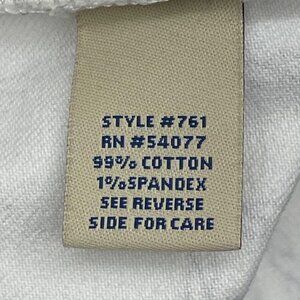 STYLE #761
RN #54077
99% COTTON
1%SPANDEX
SEE REVERSE
SIDE FOR CARE